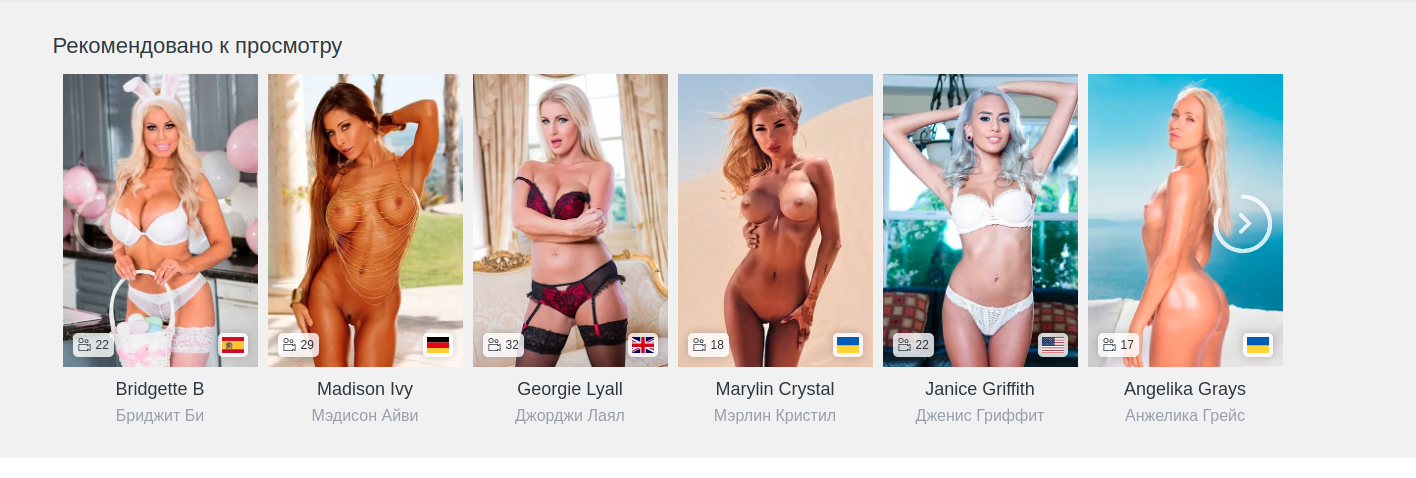 Рекомендовано к просмотру
22
29
32
18
22
17
Bridgette B
Madison Ivy
Georgie Lyall
Marylin Crystal
Janice Griffith
Angelika Grays
Бриджит Би
Мэдисон Айви
Джорджи Лаял
Мэрлин Кристил
Дженис Гриффит
Анжелика Грейс